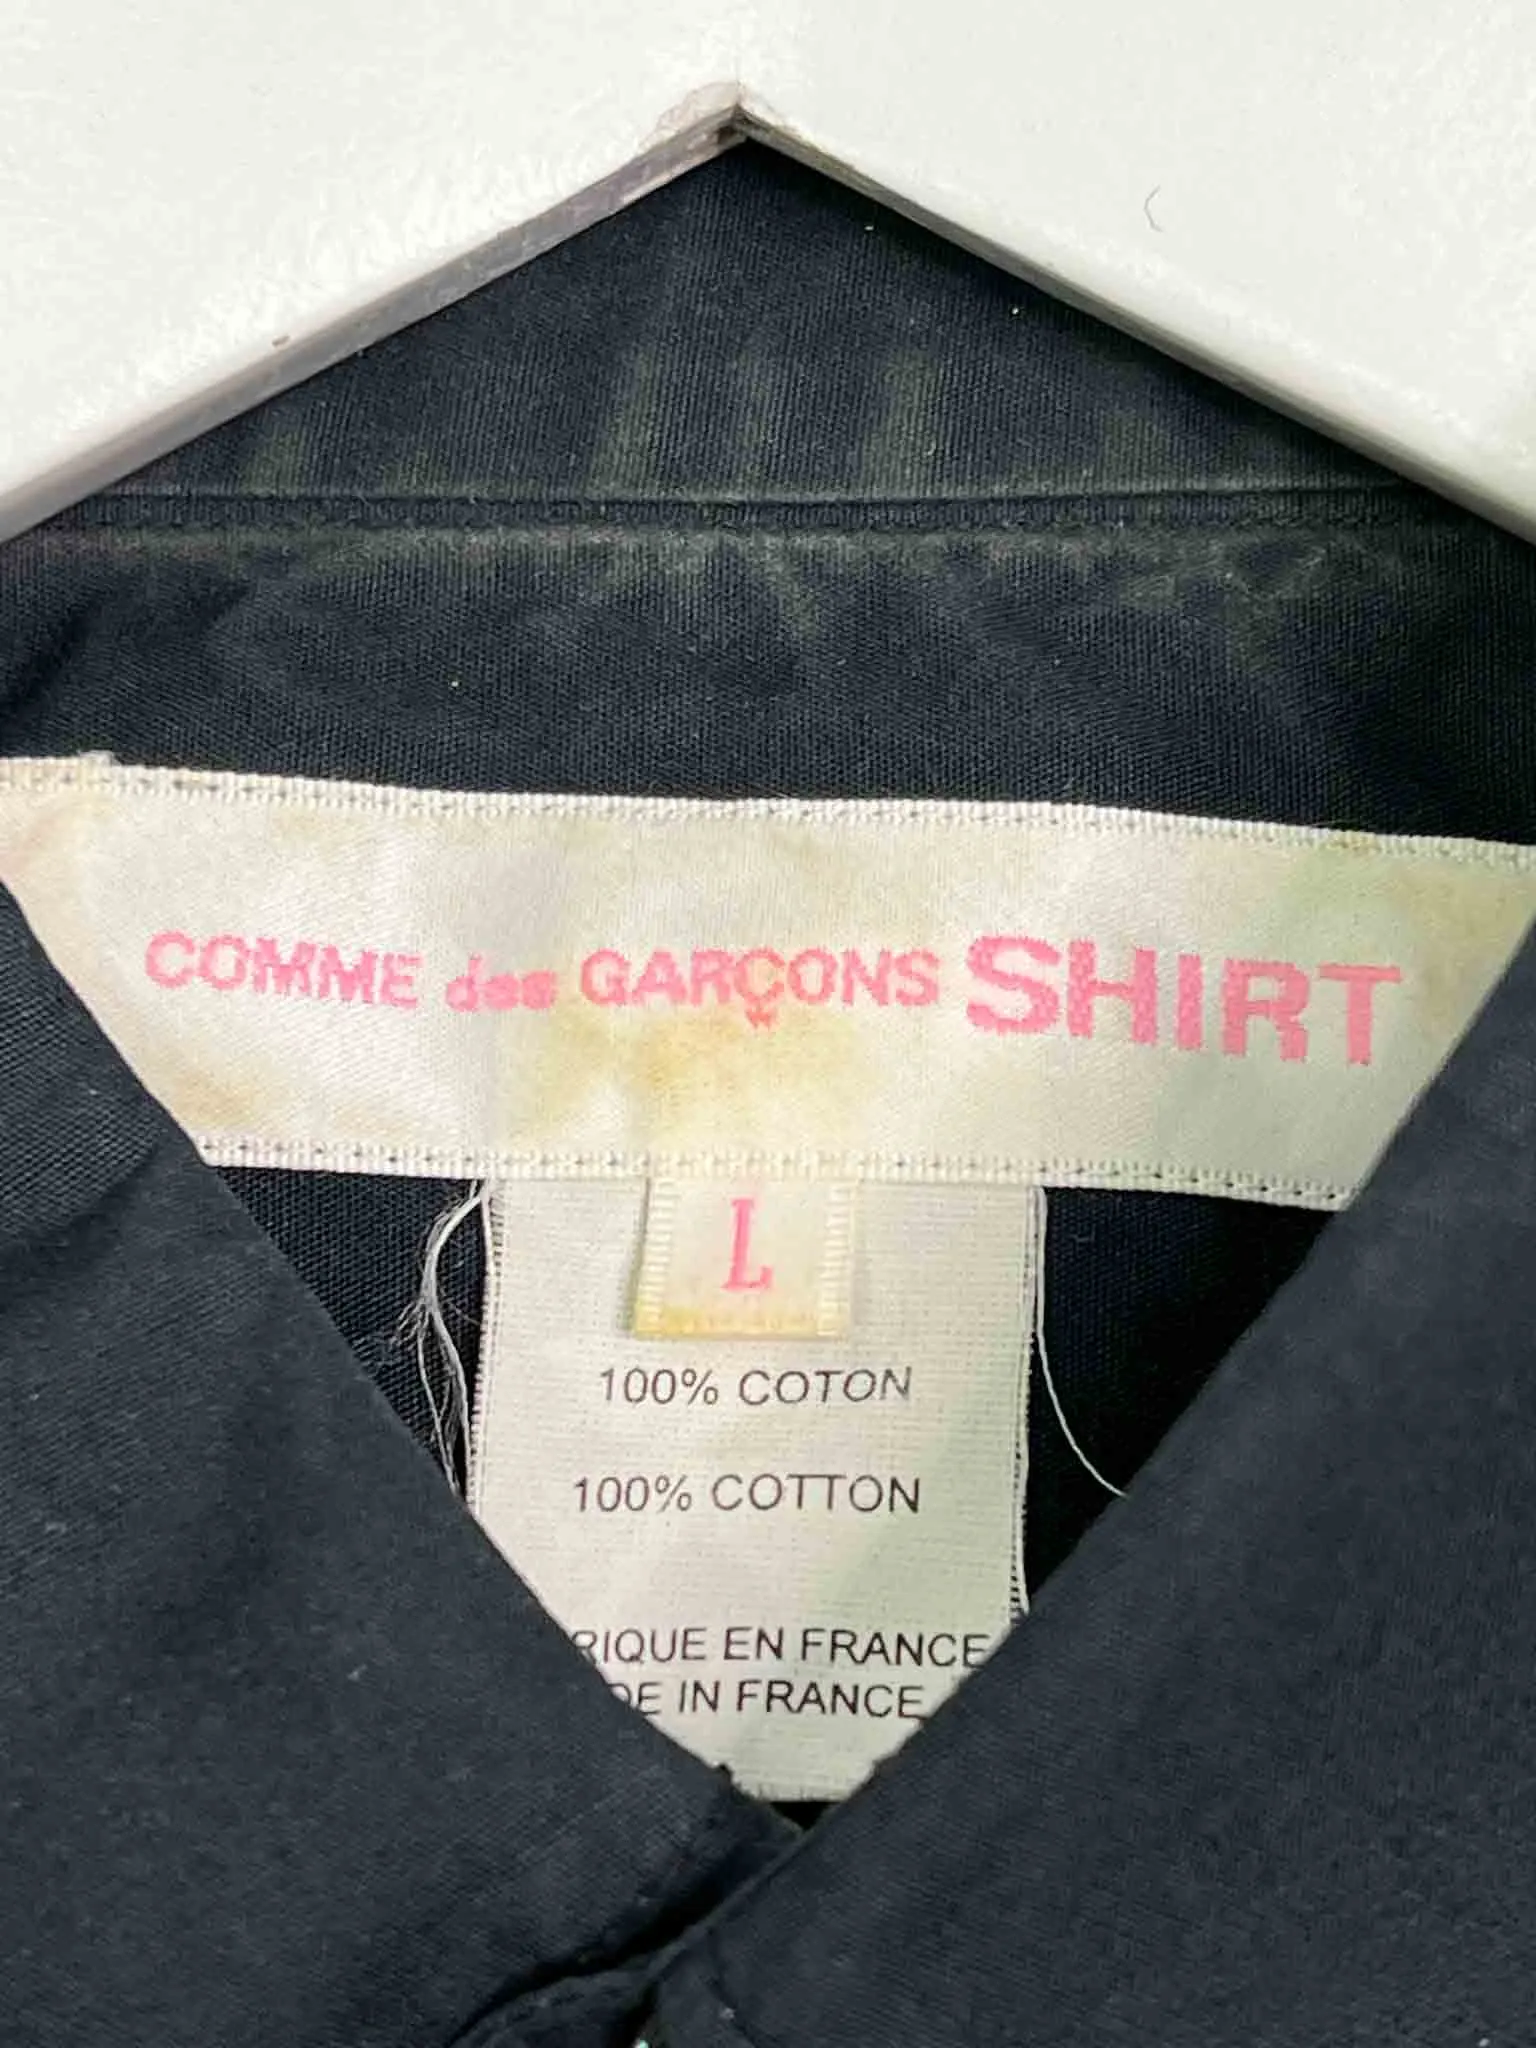 COMME des GARÇONS SHIRT
L
100% COTON
100% COTTON
RIQUE EN FRANCE
DE IN FRANCE